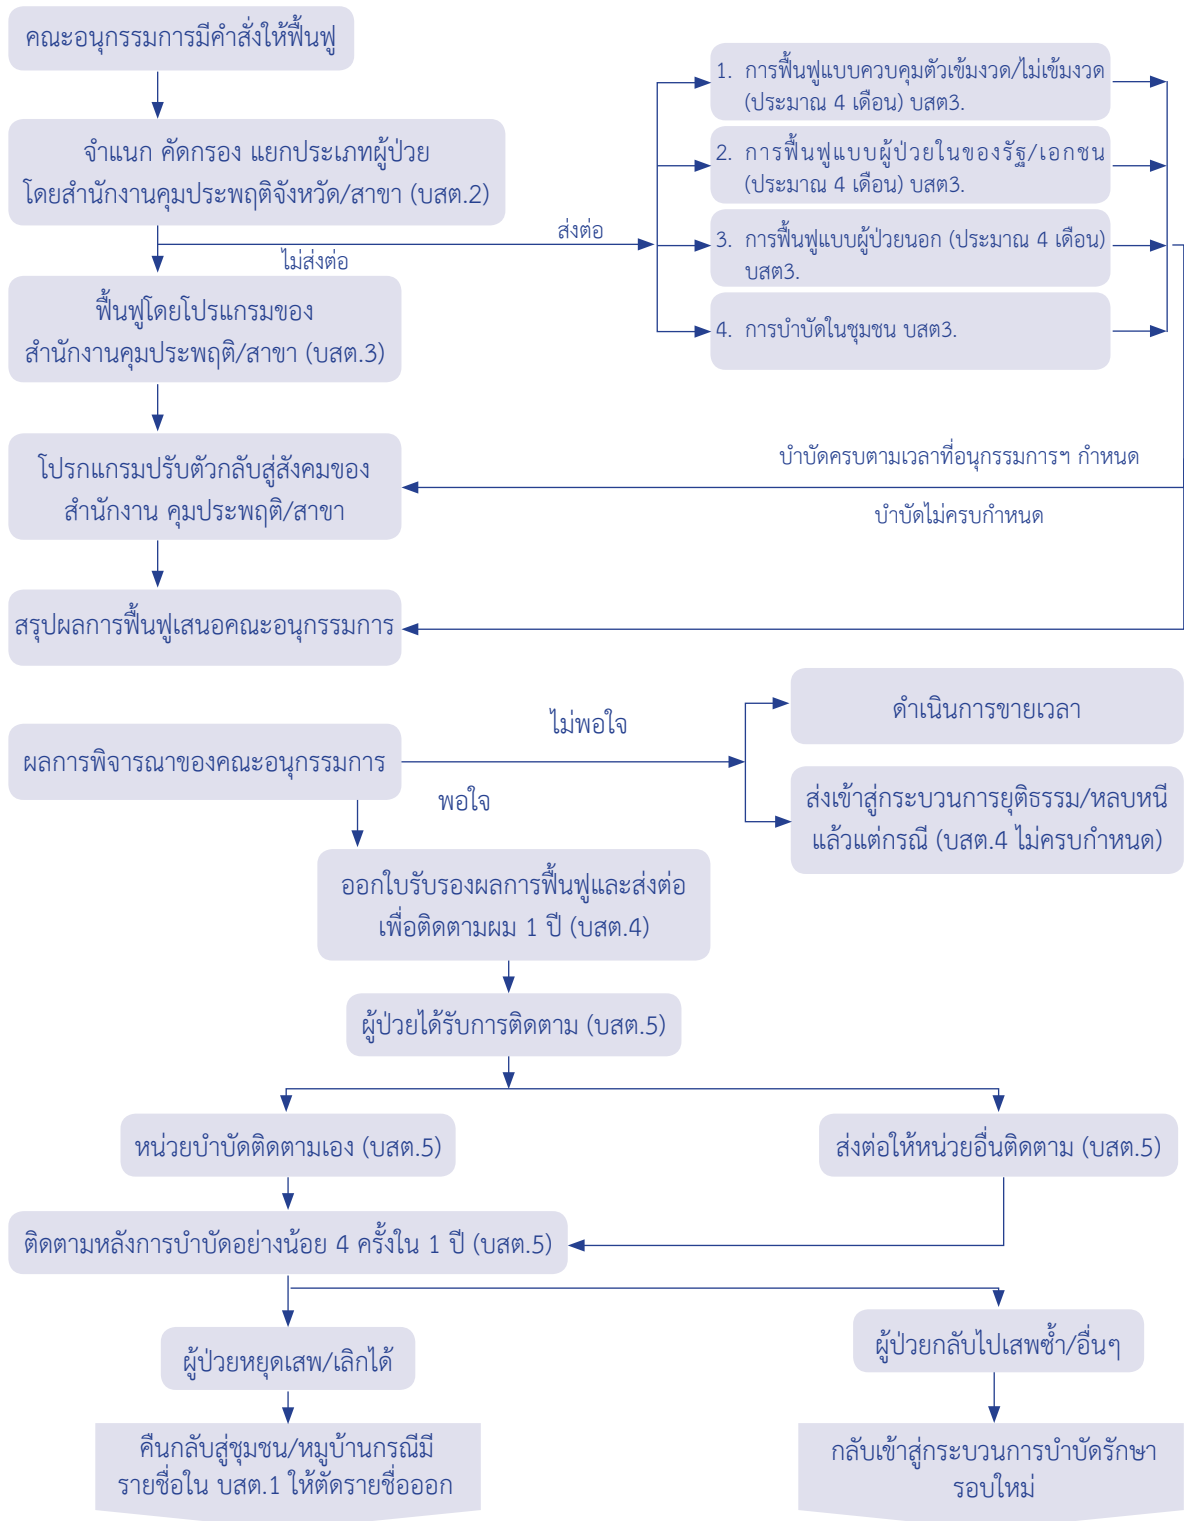 คณะอนุกรรมการมีคำสั่งให้ฟื้นฟู
จำแนก คัดกรอง แยกประเภทผู้ป่วย
โดยสำนักงานคุมประพฤติจังหวัด/สาขา (บสต.2)
ส่งต่อ
ไม่ส่งต่อ
1. การฟื้นฟูแบบควบคุมตัวเข้มงวด/ไม่เข้มงวด
(ประมาณ 4 เดือน) บสต3.
2. การฟื้นฟูแบบผู้ป่วยในของรัฐ/เอกชน
(ประมาณ 4 เดือน) บสต3.
3. การฟื้นฟูแบบผู้ป่วยนอก (ประมาณ 4 เดือน)
บสต3.
4. การบำบัดในชุมชน บสต3.
ฟื้นฟูโดยโปรแกรมของ
สำนักงานคุมประพฤติ/สาขา (บสต.3)
โปรกแกรมปรับตัวกลับสู่สังคมของ
สำนักงาน คุมประพฤติ/สาขา
บำบัดครบตามเวลาที่อนุกรรมการฯ กำหนด
บำบัดไม่ครบกำหนด
สรุปผลการฟื้นฟูเสนอคณะอนุกรรมการ
ผลการพิจารณาของคณะอนุกรรมการ
ไม่พอใจ
พอใจ
ดำเนินการขายเวลา
ส่งเข้าสู่กระบวนการยุติธรรม/หลบหนี
แล้วแต่กรณี (บสต.4 ไม่ครบกำหนด)
ออกใบรับรองผลการฟื้นฟูและส่งต่อ
เพื่อติดตามผม 1 ปี (บสต.4)
ผู้ป่วยได้รับการติดตาม (บสต.5)
หน่วยบำบัดติดตามเอง (บสต.5)
ส่งต่อให้หน่วยอื่นติดตาม (บสต.5)
ติดตามหลังการบำบัดอย่างน้อย 4 ครั้งใน 1 ปี (บสต.5)
ผู้ป่วยหยุดเสพ/เลิกได้
ผู้ป่วยกลับไปเสพซ้ำ/อื่นๆ
คืนกลับสู่ชุมชน/หมูบ้านกรณีมี
รายชื่อใน บสต.1 ให้ตัดรายชื่อออก
กลับเข้าสู่กระบวนการบำบัดรักษา
รอบใหม่